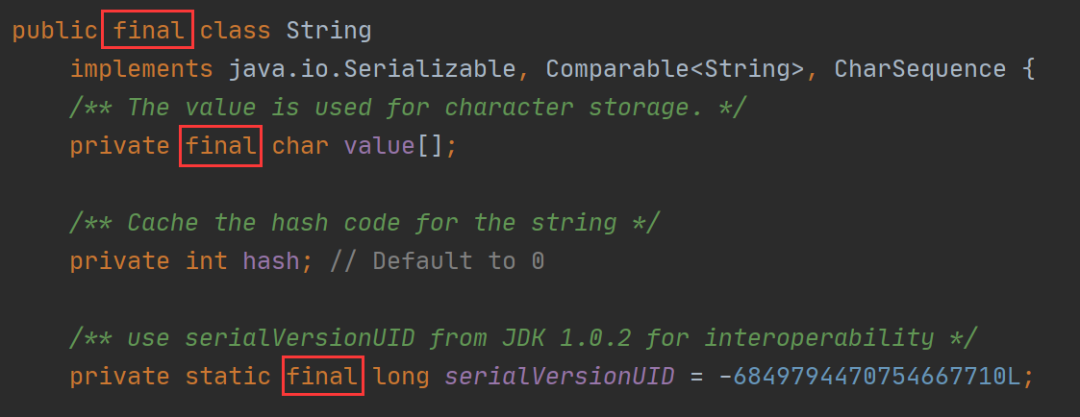 public final class String
implements java.io.Serializable, Comparable<String>, CharSequence {
/** The value is used for character storage. */
private final char value[];
/** Cache the hash code for the string */
private int hash; // Default to 0
/** use serialVersionUID from JDK 1.0.2 for interoperability */
private static final long serialVersionUID = -6849794470754667710L;